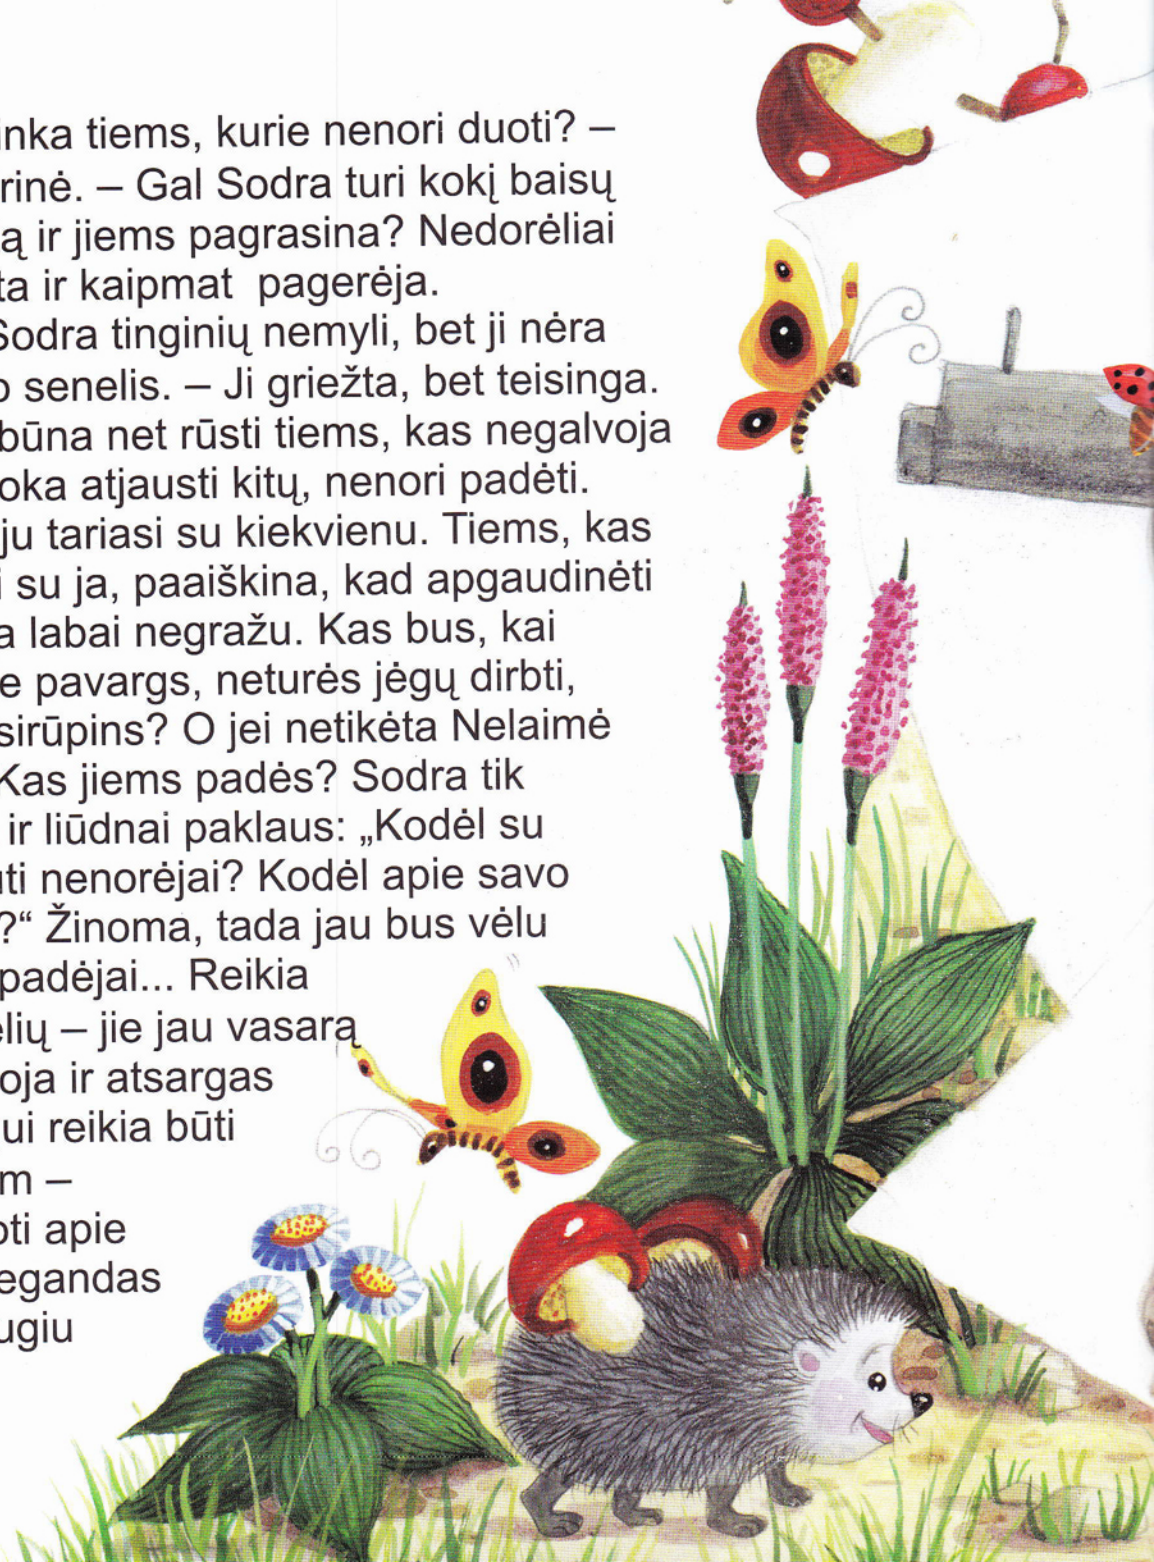 inka tiems, kurie nenori duoti? –
rinė. – Gal Sodra turi kokį baisų
ą ir jiems pagrasina? Nedorėliai
ta ir kaipmat pagerėja.
Sodra tinginių nemyli, bet ji nėra
o senelis. – Ji griežta, bet teisinga.
būna net rūsti tiems, kas negalvoja
oka atjausti kitų, nenori padėti.
ju tariasi su kiekvienu. Tiems, kas
i su ja, paaiškina, kad apgaudinėti
a labai negražu. Kas bus, kai
e pavargs, neturės jėgų dirbti,
sirūpins? O jei netikėta Nelaimė
Kas jiems padės? Sodra tik
ir liūdnai paklaus: „Kodėl su
uti nenorėjai? Kodėl apie savo
?“ Žinoma, tada jau bus vėlu
padėjai... Reikia
elių – jie jau vasarą
oja ir atsargas
ui reikia būti
m –
oti apie
egandas
ugiu